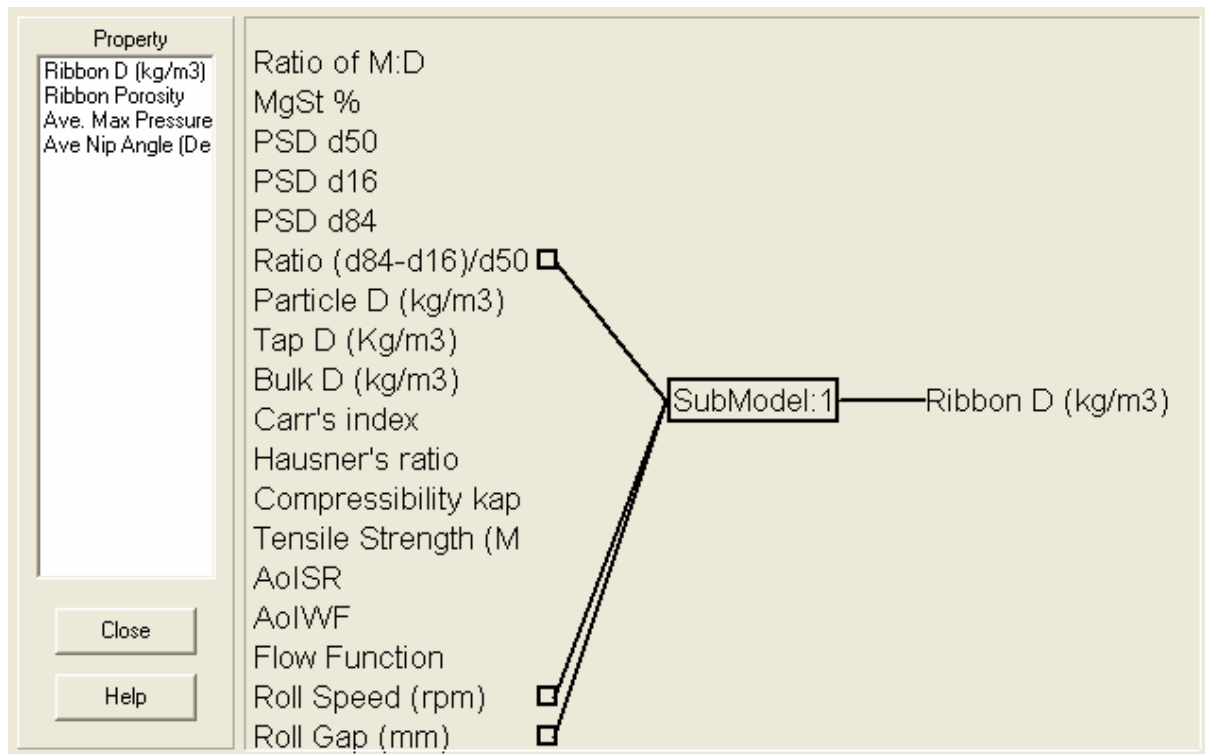 Property
Ribbon D (kg/m3)
Ribbon Porosity
Ave. Max Pressure
Ave Nip Angle (De
Close
Help
Ratio of M:D
MgSt %
PSD d50
PSD d16
PSD d84
Ratio (d84-d16)/d50
Particle D (kg/m3)
Tap D (Kg/m3)
Bulk D (kg/m3)
Carr's index
Hausner's ratio
Compressibility kap
Tensile Strength (M
AoISR
AoIWF
Flow Function
Roll Speed (rpm)
Roll Gap (mm)
SubModel:1
Ribbon D (kg/m3)